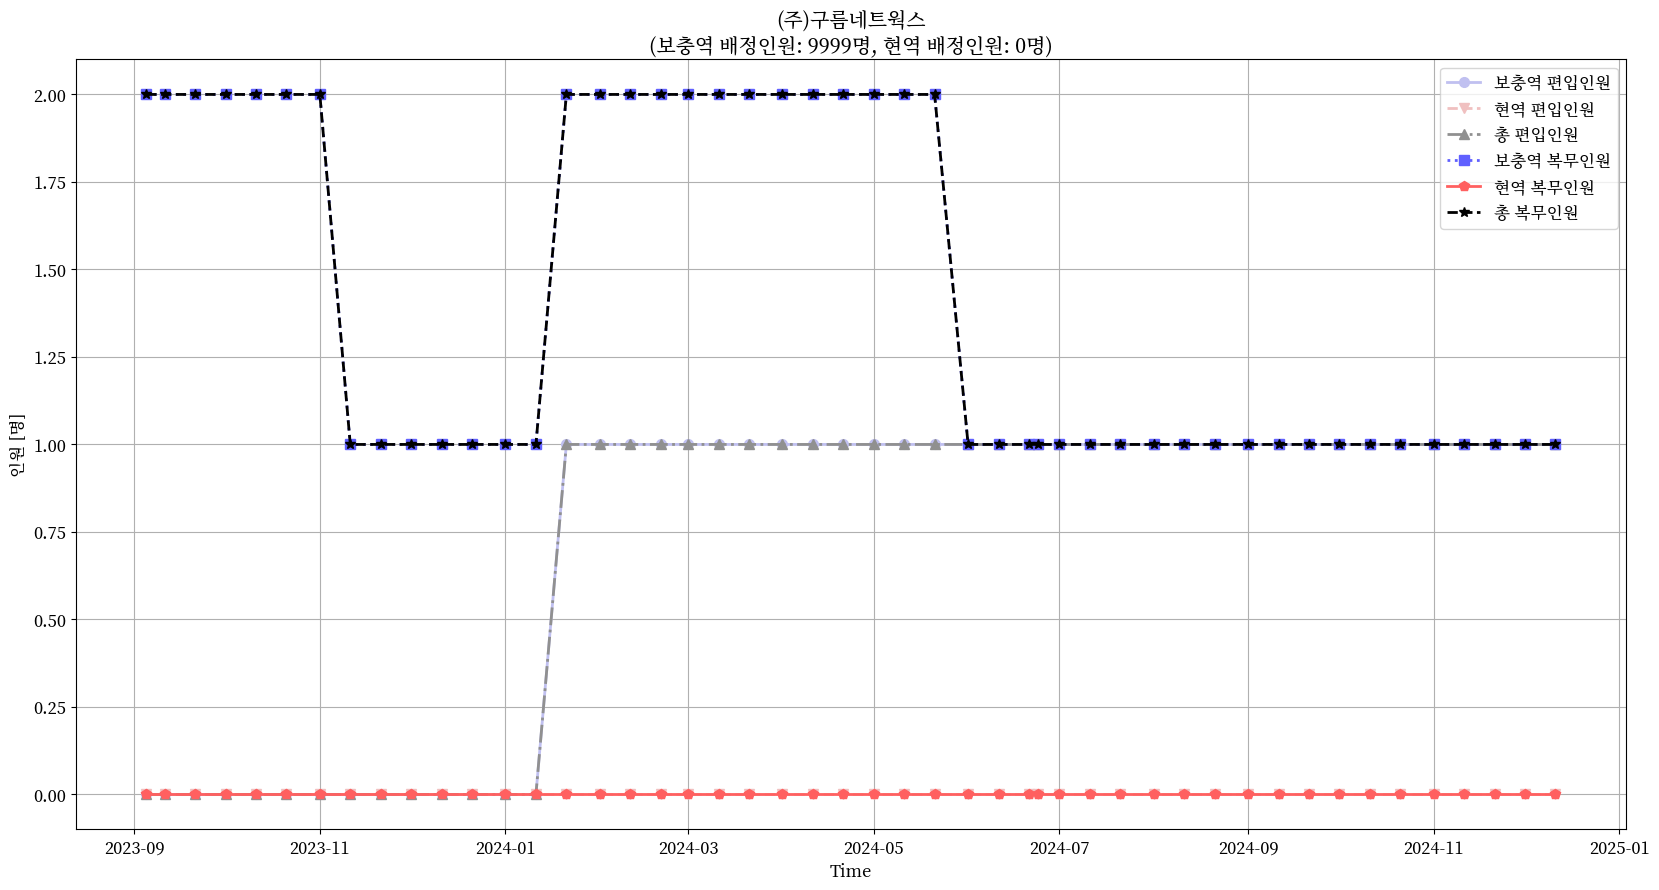 (주)구름네트웍스
(보충역 배정인원: 9999명, 현역 배정인원: 0명)
보충역 편입인원
현역 편입인원
총 편입인원
보충역 복무인원
현역 복무인원
총 복무인원
인원 [명]
2.00
1.75
1.50
1.25
1.00
0.75
0.50
0.25
0.00
2023-09 2023-11 2024-01 2024-03 2024-05 2024-07 2024-09 2024-11 2025-01
Time